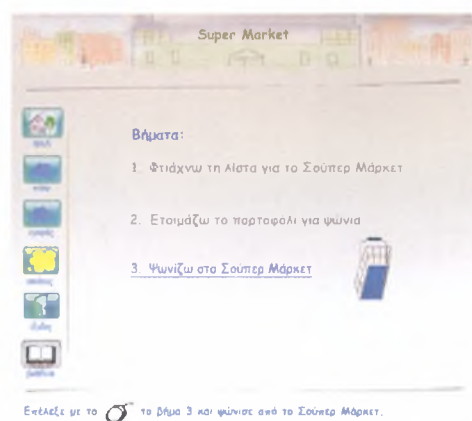 Super Market
Βήματα:
1. Φτιάχνω τη λίστα για το Σούπερ Μάρκετ
2. Ετοιμάζω το πορτοφόλι για ψώνια
3. Ψωνίζω στο Σούπερ Μάρκετ
Επέλεξε με το το βήμα 3 και ψώνισε από το Σούπερ Μάρκετ.